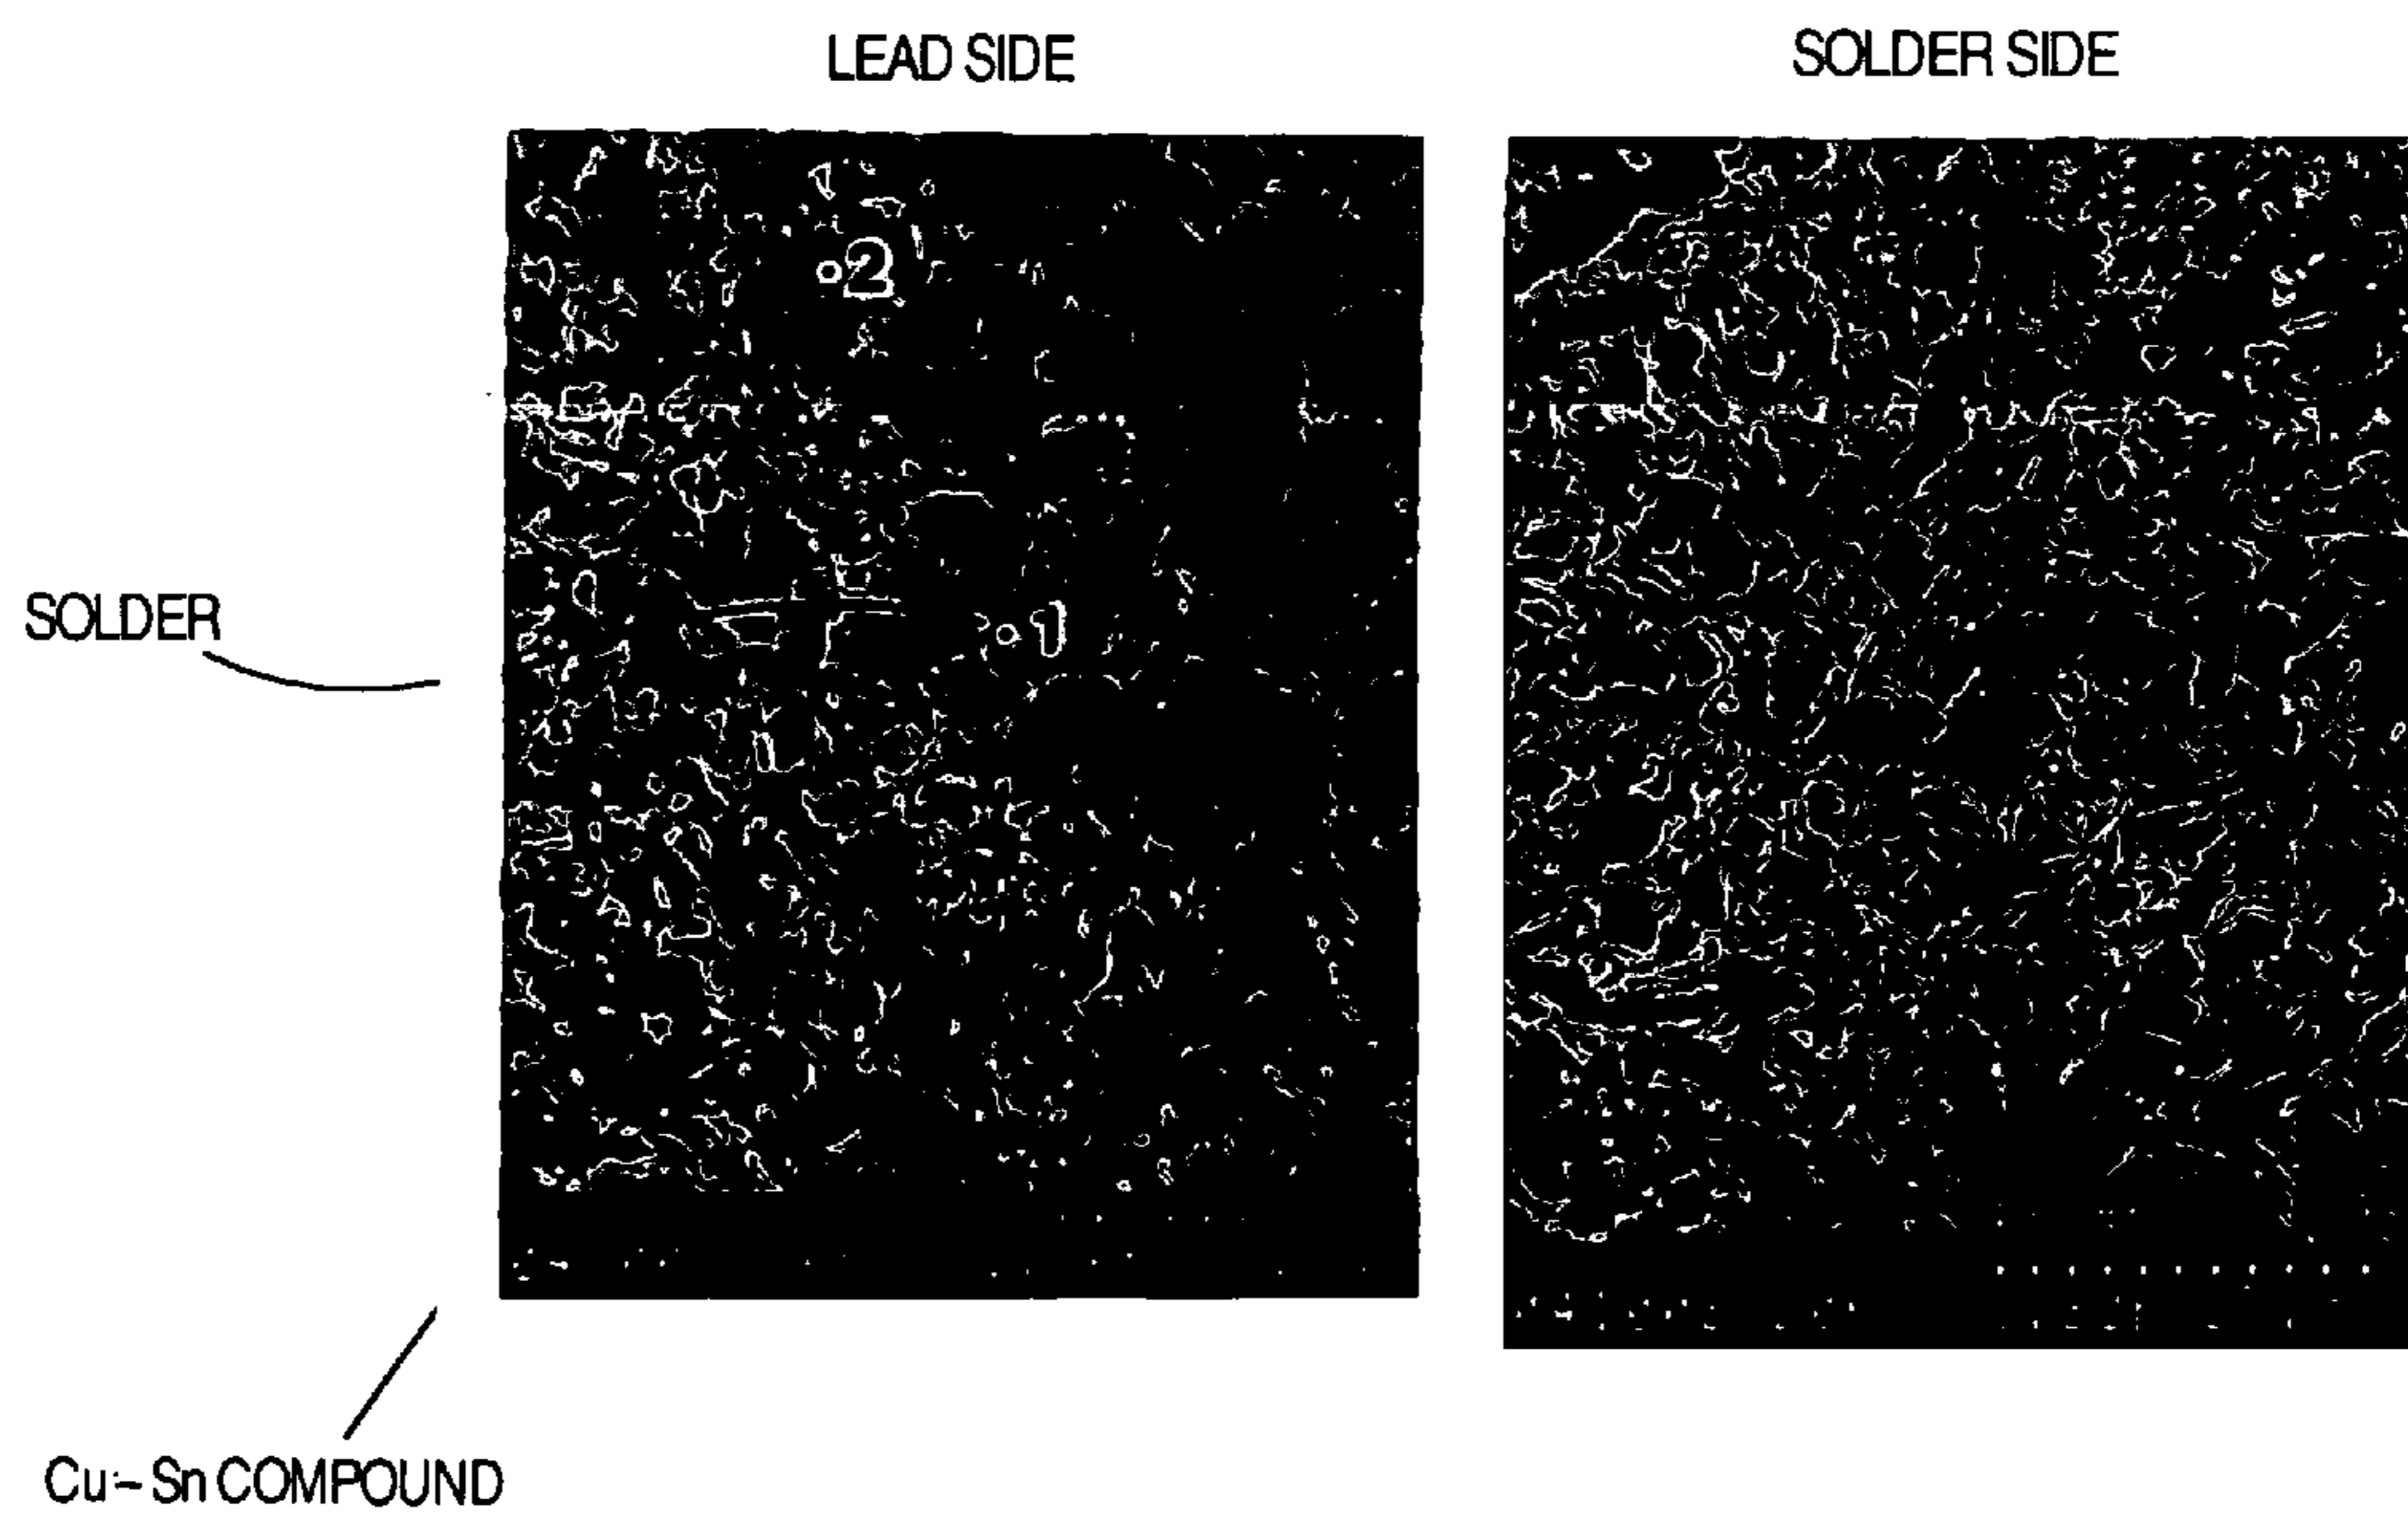 LEAD SIDE
SOLDER SIDE
2
1
SOLDER
Cu-Sn COMPOUND